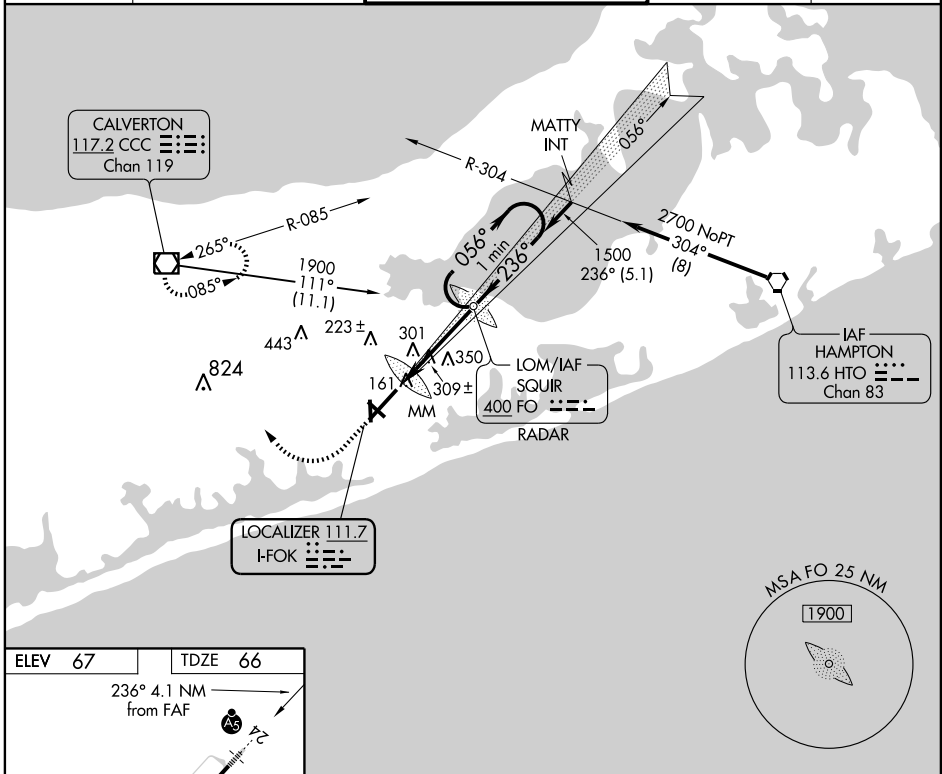 CALVERTON
117.2 CCC
Chan 119
265°
R-085
085°
1900
111°
(11.1)
R-304
MATTY
INT
056°
056°
1 min
236°
1500
236° (5.1)
2700 NoPT
304°
(8)
IAF
HAMPTON
113.6 HTO
Chan 83
443
223 ±
301
350
824
161
309 ±
MM
LOM/IAF
SQUIR
400 FO
RADAR
LOCALIZER 111.7
I-FOK
MSA FO 25 NM
1900
ELEV 67
TDZE 66
236° 4.1 NM
from FAF
A5
24